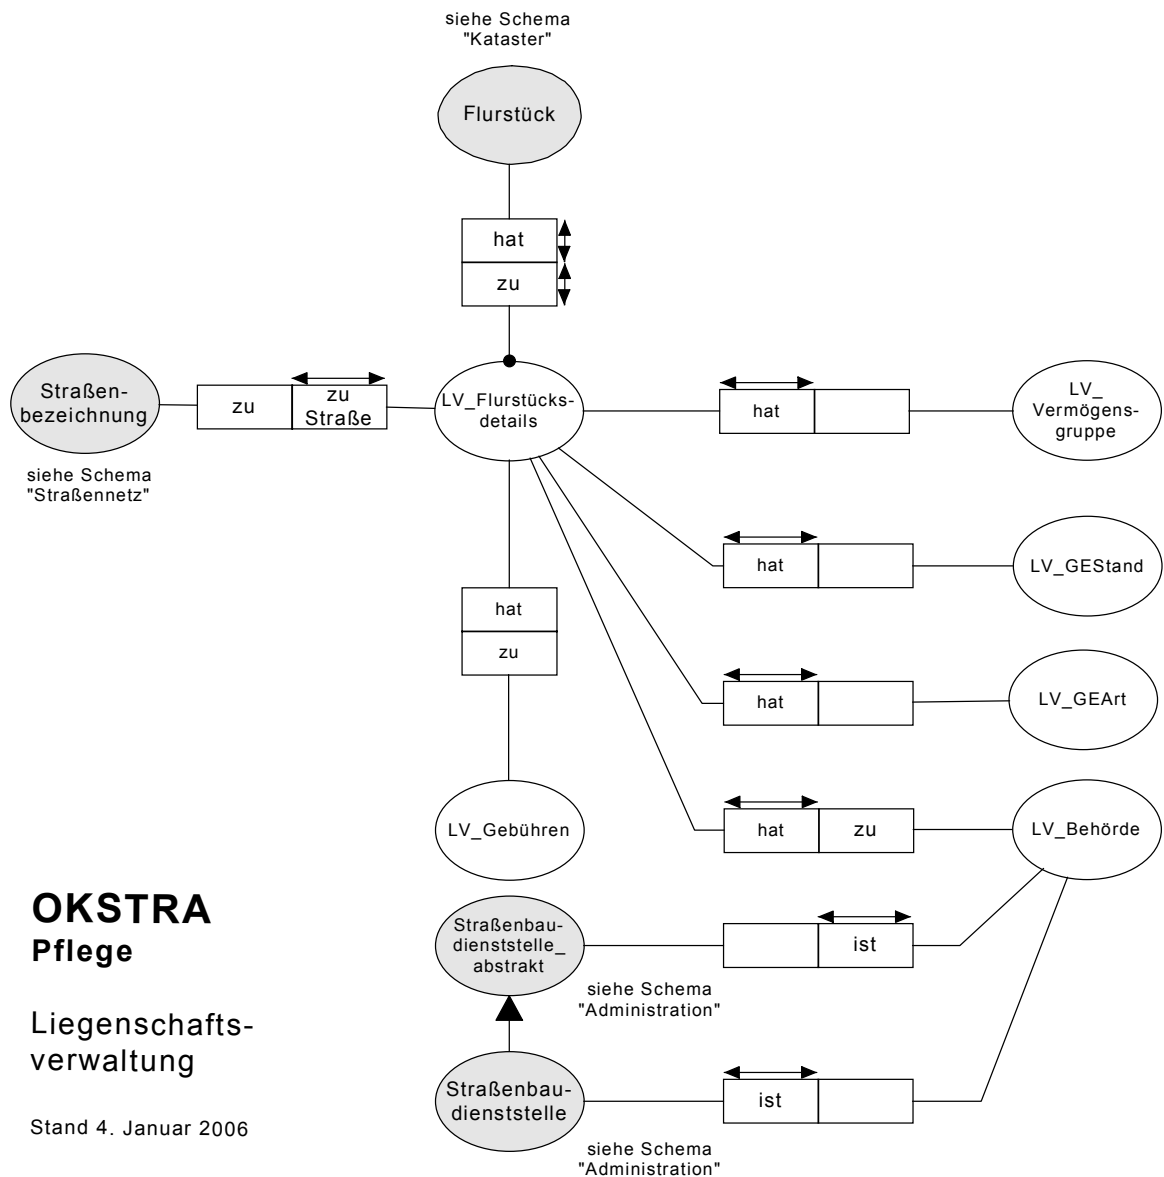 siehe Schema
"Kataster"
Flurstück
hat
zu
Straßen-
bezeichnung
zu
zu
Straße
LV_Flurstücks-
details
hat
LV_
Vermögens-
gruppe
siehe Schema
"Straßennetz"
hat
LV_GEStand
hat
zu
hat
LV_GEArt
LV_Gebühren
hat
zu
LV_Behörde
OKSTRA
Pflege
Straßenbau-
dienststelle_
abstrakt
ist
siehe Schema
"Administration"
Liegenschafts-
verwaltung
Straßenbau-
dienststelle
ist
Stand 4. Januar 2006
siehe Schema
"Administration"